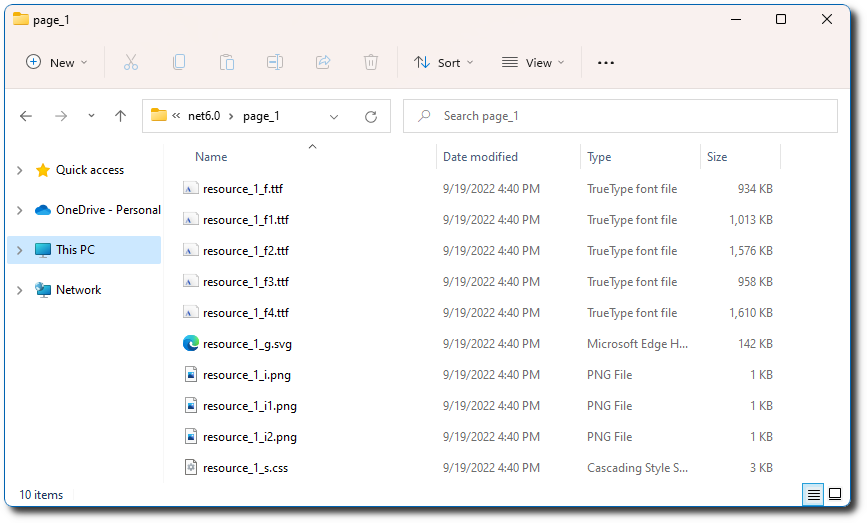 page_1
New
Sort
View
« net6.0 > page_1
Search page_1
Name Date modified Type Size
Quick access
OneDrive - Personal
This PC
Network
resource_1_f.ttf 9/19/2022 4:40 PM TrueType font file 934 KB
resource_1_f1.ttf 9/19/2022 4:40 PM TrueType font file 1,013 KB
resource_1_f2.ttf 9/19/2022 4:40 PM TrueType font file 1,576 KB
resource_1_f3.ttf 9/19/2022 4:40 PM TrueType font file 958 KB
resource_1_f4.ttf 9/19/2022 4:40 PM TrueType font file 1,610 KB
resource_1_g.svg 9/19/2022 4:40 PM Microsoft Edge H... 142 KB
resource_1_i.png 9/19/2022 4:40 PM PNG File 1 KB
resource_1_i1.png 9/19/2022 4:40 PM PNG File 1 KB
resource_1_i2.png 9/19/2022 4:40 PM PNG File 1 KB
resource_1_s.css 9/19/2022 4:40 PM Cascading Style S... 3 KB
10 items